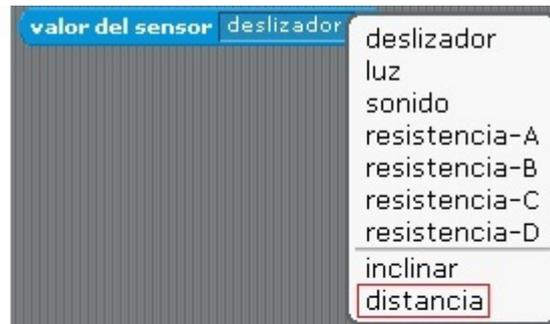 valor del sensor deslizador
deslizador
luz
sonido
resistencia-A
resistencia-B
resistencia-C
resistencia-D
inclinar
distancia